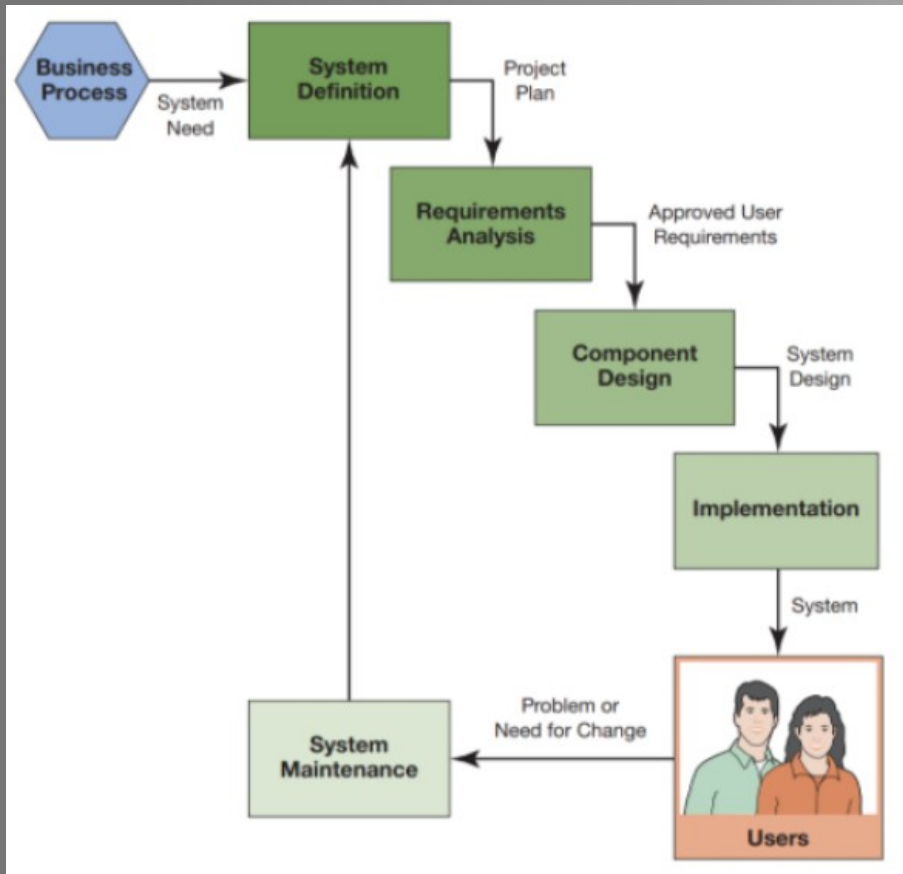 Business
Process
System
Need
System
Definition
Project
Plan
Requirements
Analysis
Approved User
Requirements
Component
Design
System
Design
Implementation
System
Users
Problem or
Need for Change
System
Maintenance